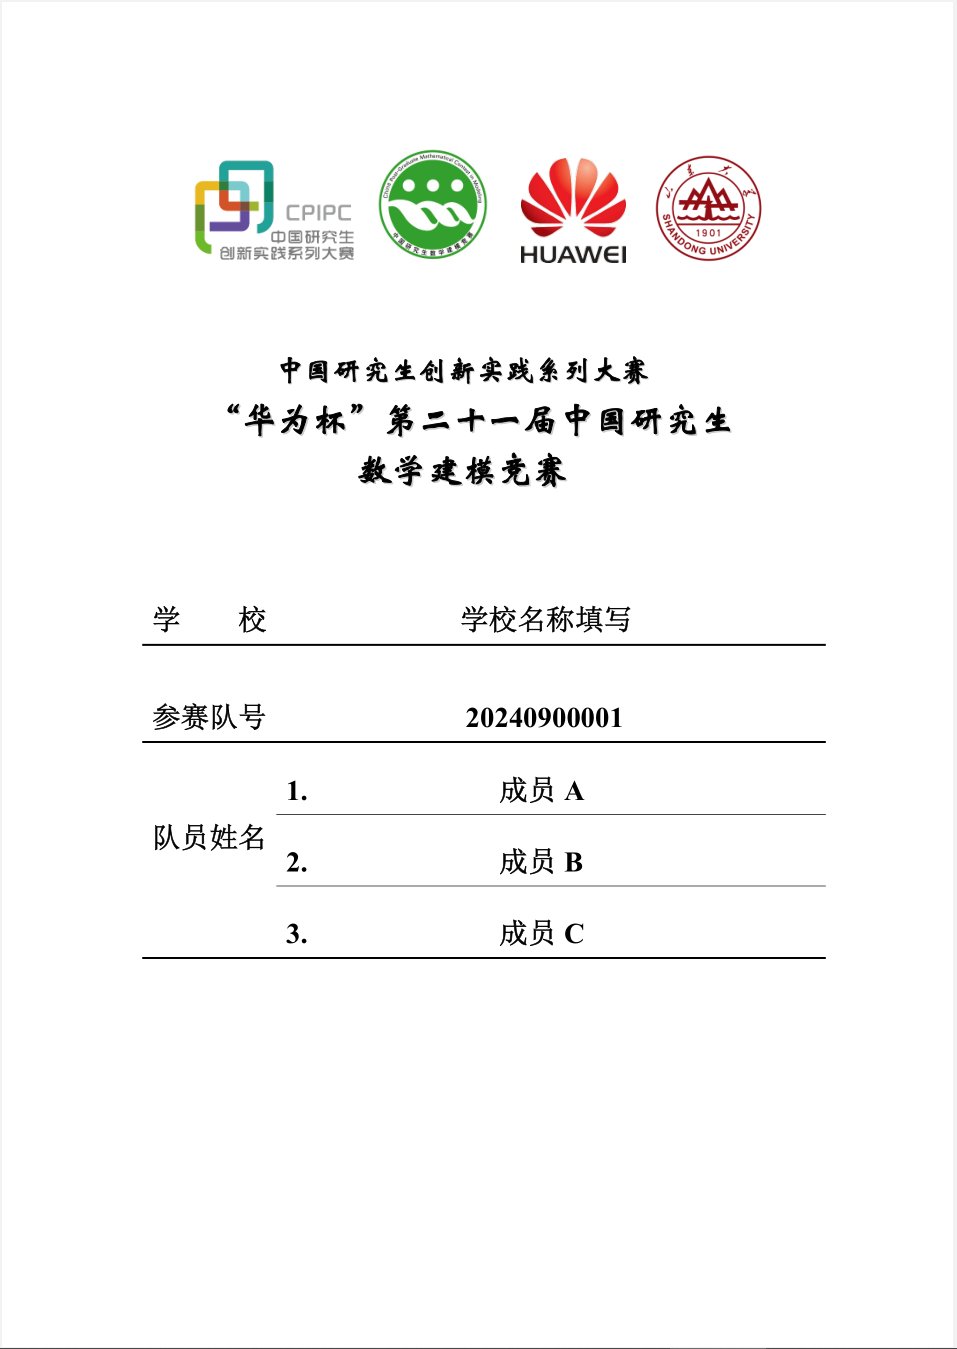 CPIPC
中国研究生
创新实践系列大赛
China Post-Graduate Mathematical Contest in Modeling
中国研究生数学建模竞赛
HUAWEI
山東大學
1901
SHANDONG UNIVERSITY
中国研究生创新实践系列大赛
“华为杯”第二十一届中国研究生
数学建模竞赛
学 校 学校名称填写
参赛队号 20240900001
队员姓名
1. 成员 A
2. 成员 B
3. 成员 C